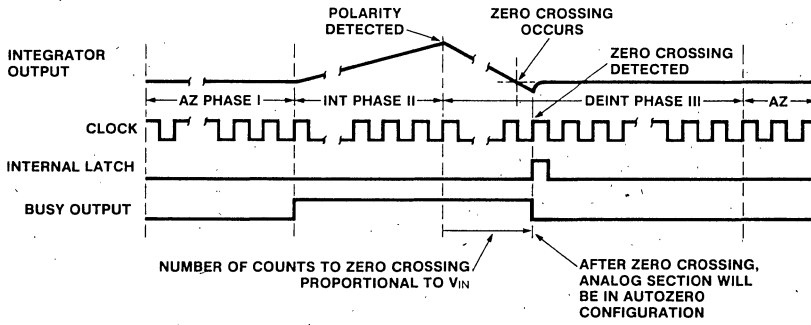 POLARITY
DETECTED
ZERO CROSSING
OCCURS
ZERO CROSSING
DETECTED
INTEGRATOR
OUTPUT
AZ PHASE I
INT PHASE II
DEINT PHASE III
AZ
CLOCK
INTERNAL LATCH
BUSY OUTPUT
NUMBER OF COUNTS TO ZERO CROSSING
PROPORTIONAL TO VIN
AFTER ZERO CROSSING,
ANALOG SECTION WILL
BE IN AUTOZERO
CONFIGURATION